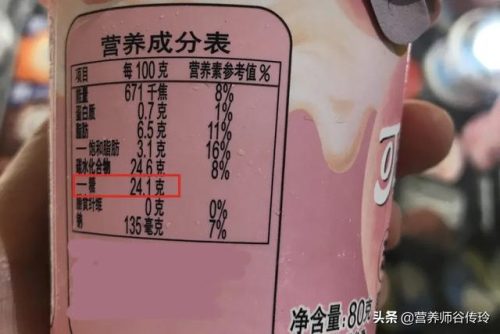 营养成分表
项目 每100克 营养素参考值%
能量 671千焦 8%
蛋白质 0.7克 1%
脂肪 6.5克 11%
—饱和脂肪 3.1克 16%
碳水化合物 24.6克 8%
—糖 24.1克
膳食纤维 0克 0%
钠 135毫克 7%
净含量:80克
头条 @营养师谷传玲